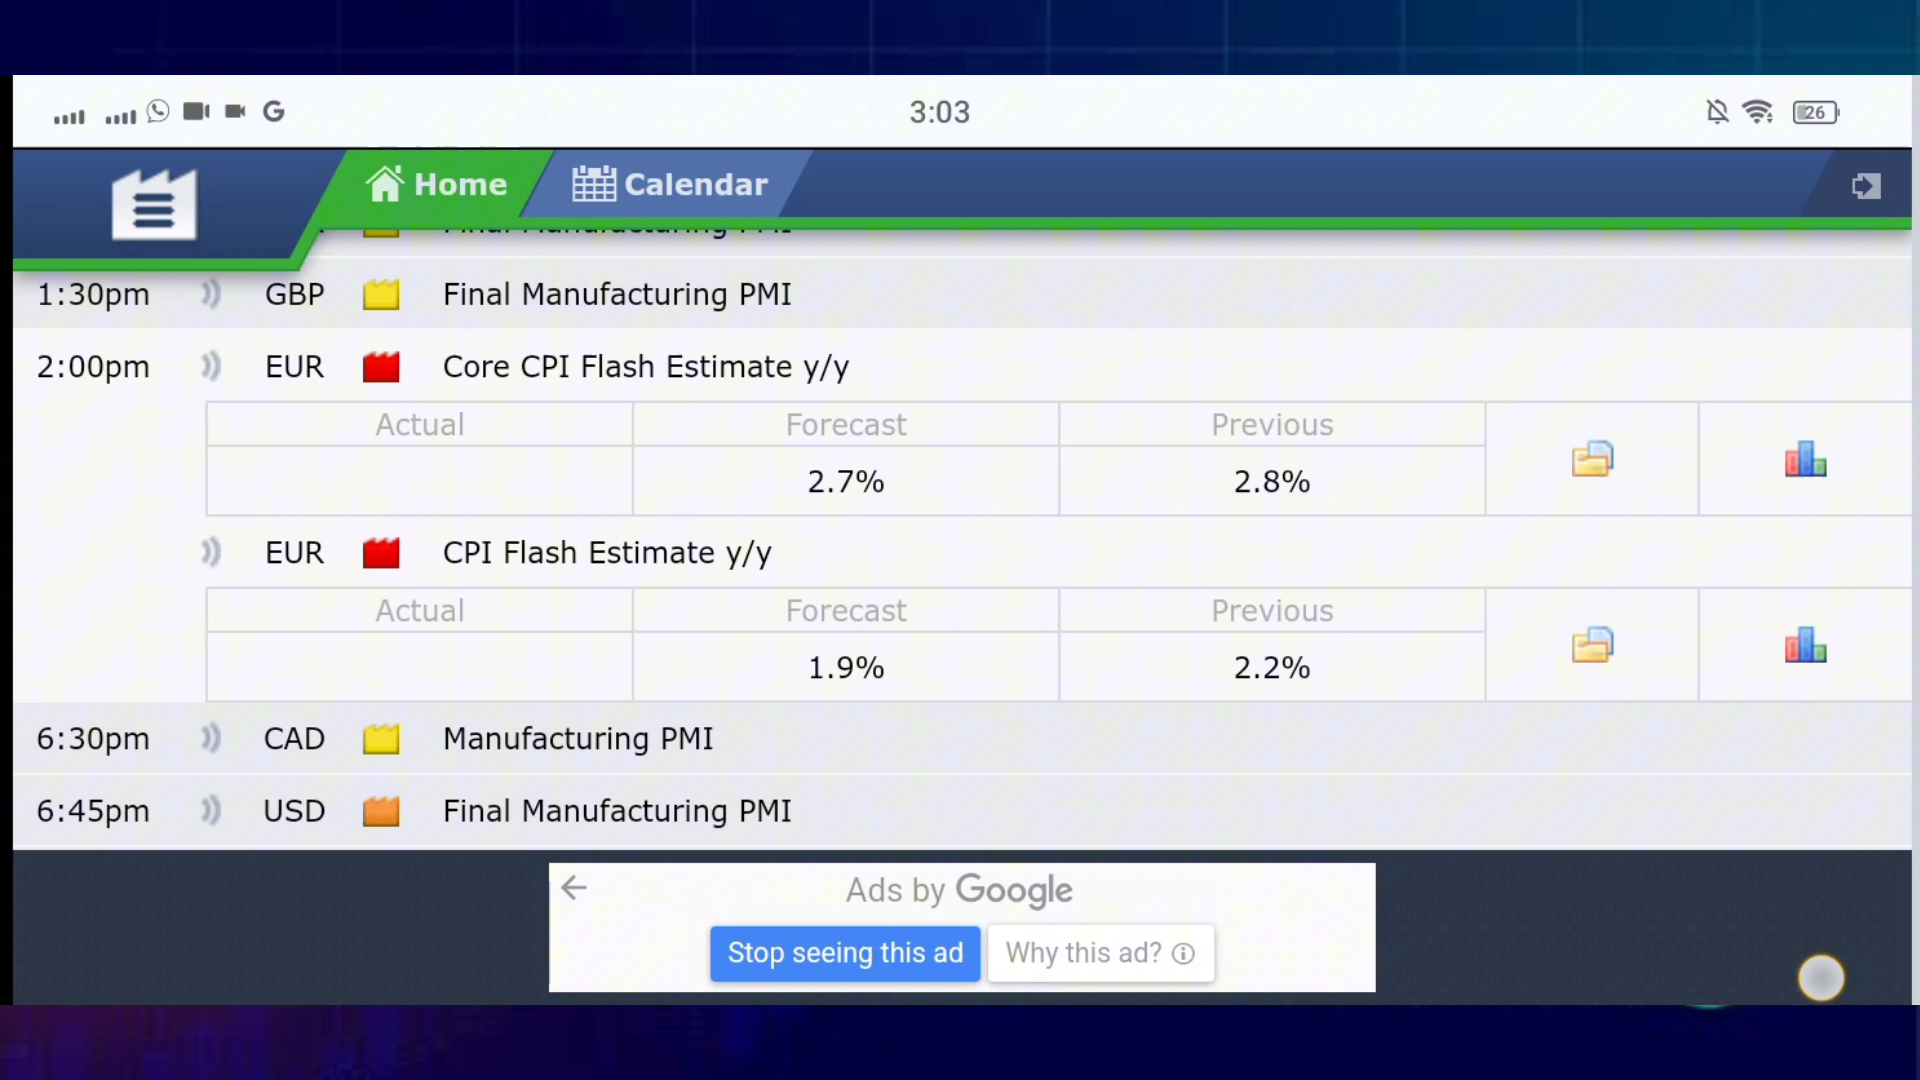 3:03
26
Home
Calendar
Final Manufacturing PMI
1:30pm GBP Final Manufacturing PMI
2:00pm EUR Core CPI Flash Estimate y/y
Actual Forecast Previous
2.7% 2.8%
EUR CPI Flash Estimate y/y
Actual Forecast Previous
1.9% 2.2%
6:30pm CAD Manufacturing PMI
6:45pm USD Final Manufacturing PMI
Ads by Google
Stop seeing this ad
Why this ad?